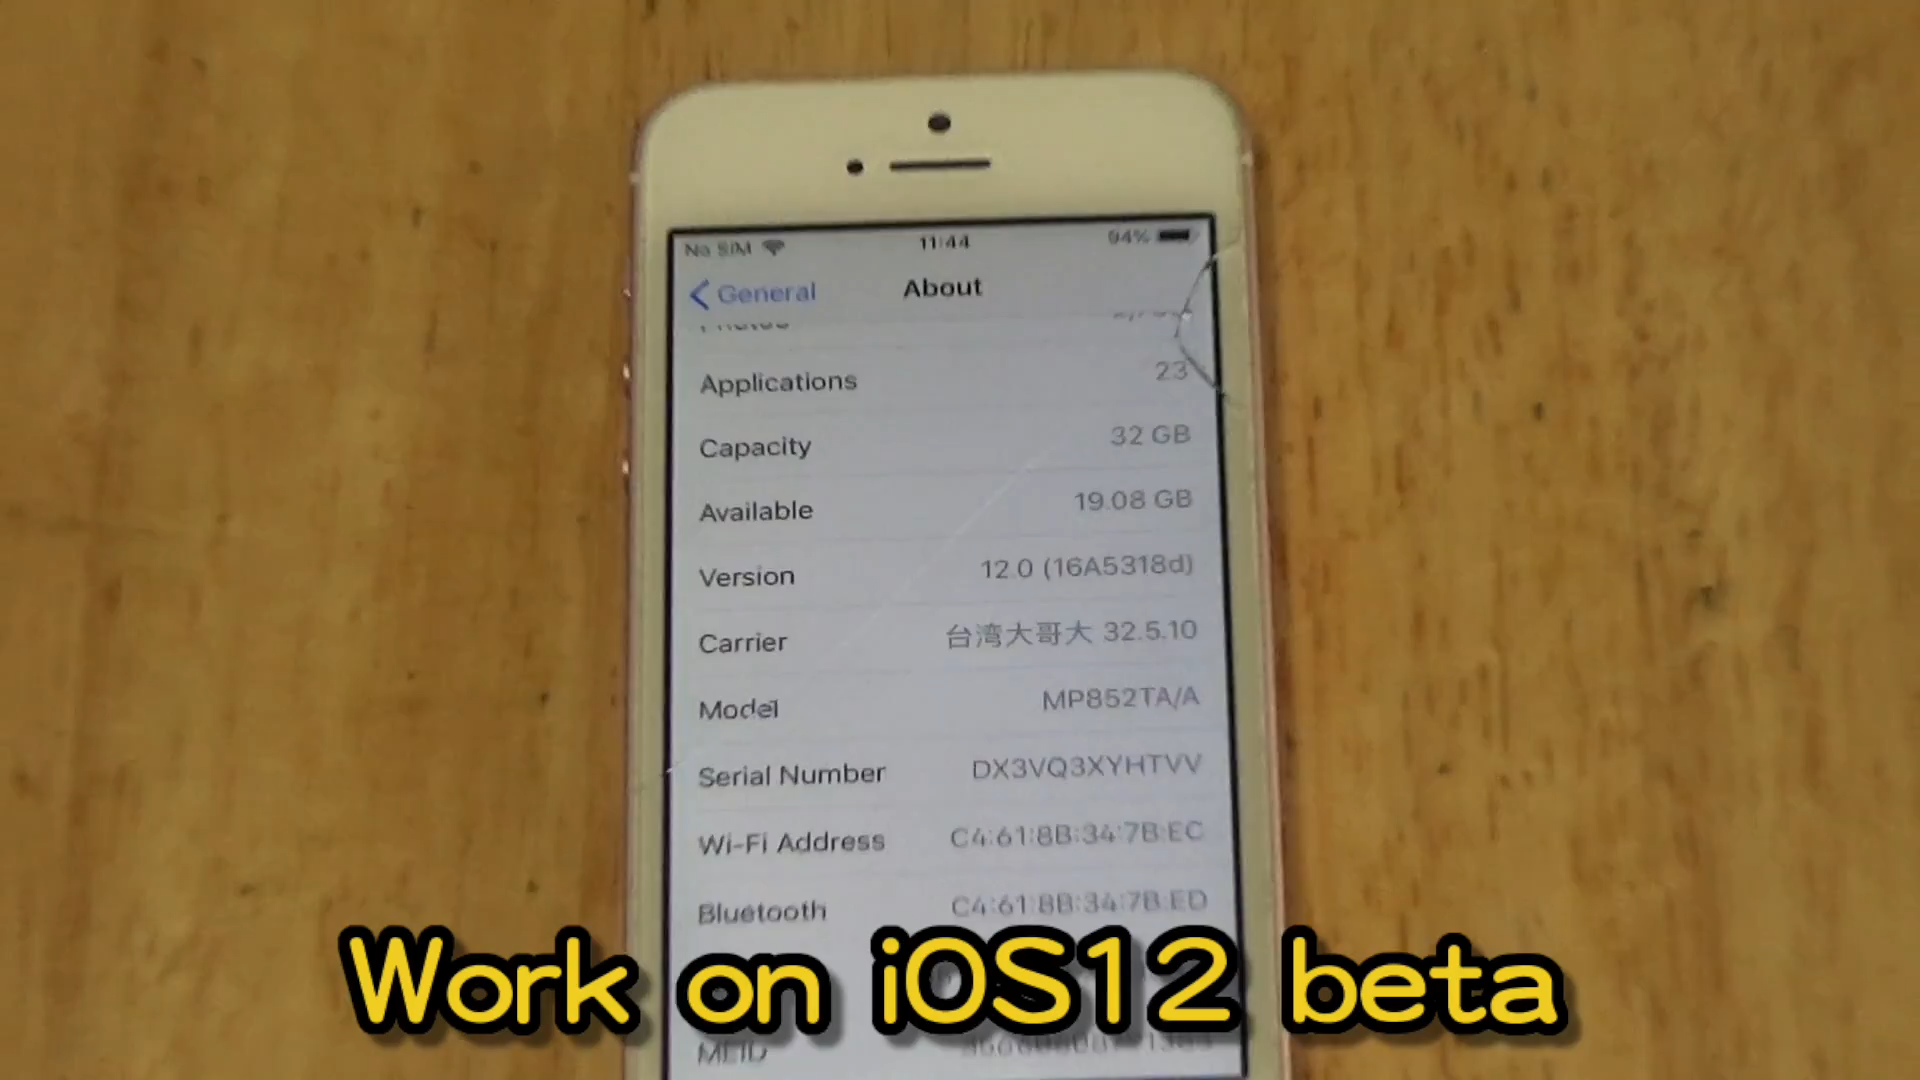 No SIM 11:44 94%
General About
Applications 23
Capacity 32 GB
Available 19.08 GB
Version 12.0 (16A5318d)
Carrier 台湾大哥大 32.5.10
Model MP852TA/A
Serial Number DX3VQ3XYHTVV
Wi-Fi Address C4:61:8B:34:7B:EC
Bluetooth C4:61:8B:34:7B:ED
Work on iOS12 beta
MEID